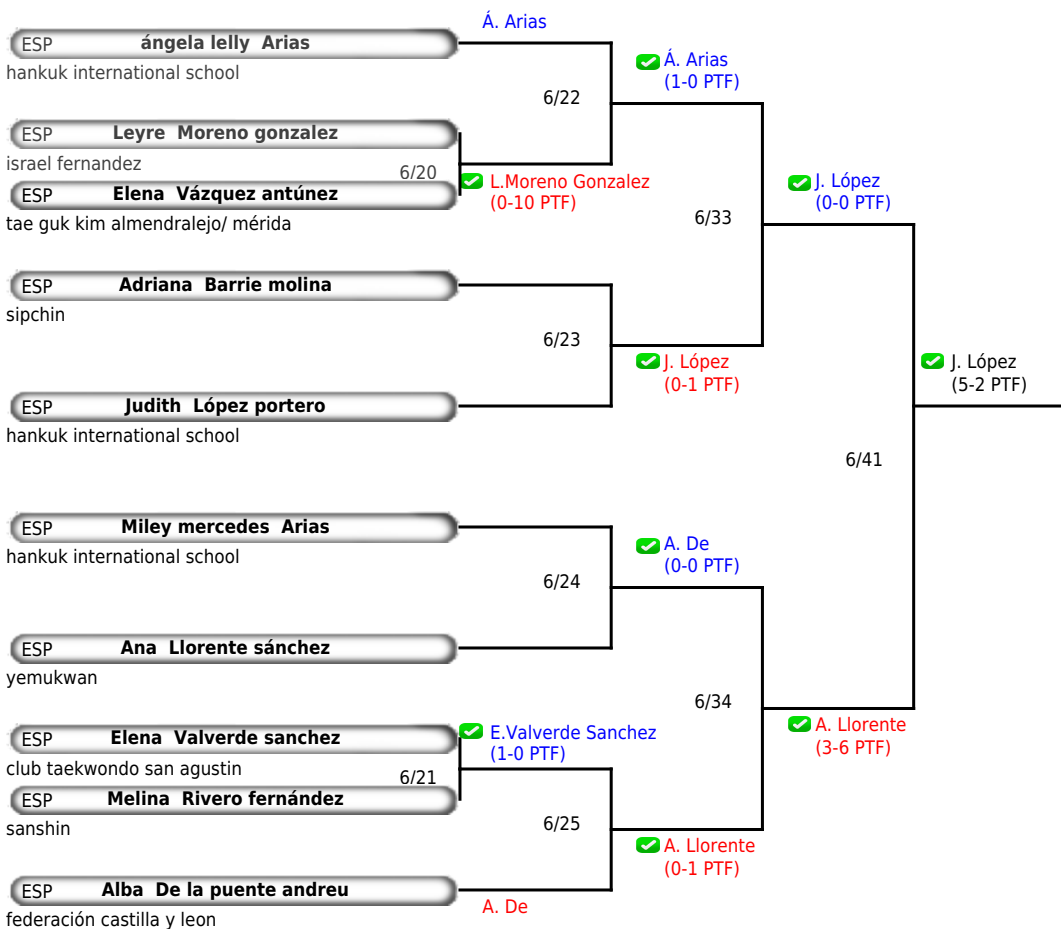 Á. Arias
ESP ángela lelly Arias
hankuk international school
Á. Arias
(1-0 PTF)
6/22
ESP Leyre Moreno gonzalez
israel fernandez
6/20
L.Moreno Gonzalez
(0-10 PTF)
ESP Elena Vázquez antúnez
tae guk kim almendralejo/ mérida
J. López
(0-0 PTF)
6/33
ESP Adriana Barrie molina
sipchin
6/23
J. López
(0-1 PTF)
J. López
(5-2 PTF)
ESP Judith López portero
hankuk international school
6/41
ESP Miley mercedes Arias
hankuk international school
A. De
(0-0 PTF)
6/24
ESP Ana Llorente sánchez
yemukwan
6/34
A. Llorente
(3-6 PTF)
ESP Elena Valverde sanchez
E.Valverde Sanchez
(1-0 PTF)
club taekwondo san agustin
6/21
ESP Melina Rivero fernández
sanshin
6/25
A. Llorente
(0-1 PTF)
ESP Alba De la puente andreu
A. De
federación castilla y leon